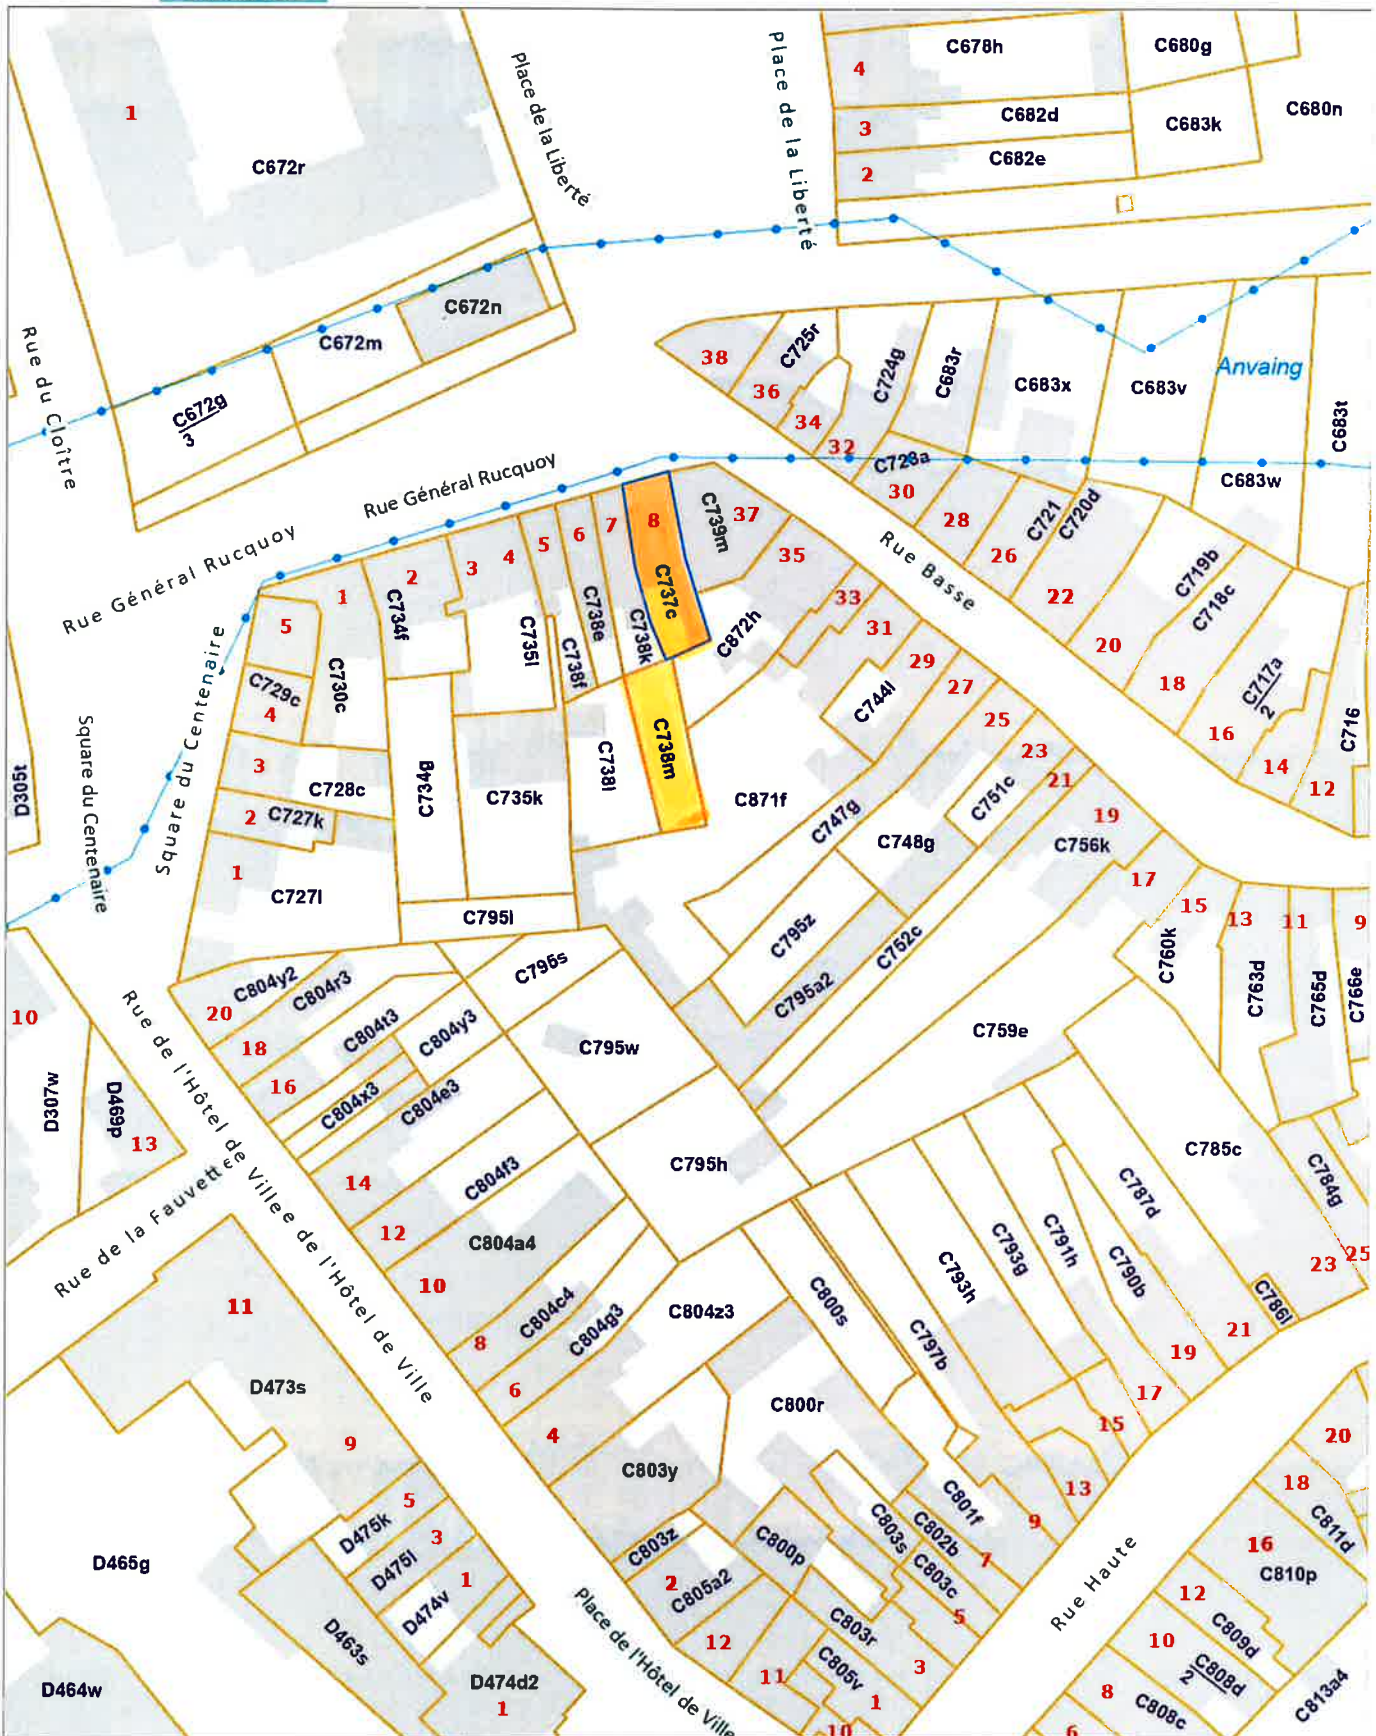 Place de la Liberté
Place de la Liberté
4
C678h
C680g
C680n
1
C672r
3
C682d
C683k
2
C682e
C672n
C672m
C672g
3
Rue du Cloître
38
C725r
36
34
32
C724g
C683r
C683x
C683v
Anvaing
C683t
C683w
C723a
30
28
26
C721
C720d
22
C719b
C718c
20
18
C717a
2
16
14
C716
12
Rue Général Rucquoy
Rue Général Rucquoy
Rue Basse
1
2
3
4
5
6
7
8
C739m
37
35
33
31
29
27
25
23
21
19
17
15
13
11
9
5
C729c
4
C730c
C734f
C735l
C738f
C738e
C738k
C737c
C872h
C744l
3
C728c
2
C727k
1
C727l
C734g
C735k
C738l
C738m
C871f
C747g
C748g
C751c
C756k
C795l
C795z
C795a2
C752c
C760k
C763d
C765d
C766e
C759e
Square du Centenaire
Square du Centenaire
D305t
C804y2
20
C804r3
18
C804t3
16
C804y3
C804x3
C804e3
C795s
C795w
C795h
10
D307w
D469p
13
Rue de l'Hôtel de Ville
Rue de la Fauvette
e de l'Hôtel de Ville
14
12
C804f3
C804a4
10
8
C804c4
6
C804g3
4
C804z3
C785c
C784g
C787d
C791h
C793g
C790b
C793h
C797b
C800s
C786l
23
25
21
19
17
15
13
11
D473s
9
5
D475k
3
D475l
1
D474v
D465g
D463s
D464w
D474d2
1
C800r
C803y
C803z
2
C805a2
C800p
C803s
C802b
C801f
9
7
C803c
5
C803r
3
C805v
1
12
11
10
Place de l'Hôtel de Ville
Rue Haute
20
18
C811d
16
C810p
12
C809d
10
C808d
2
8
C808c
6
C813a4